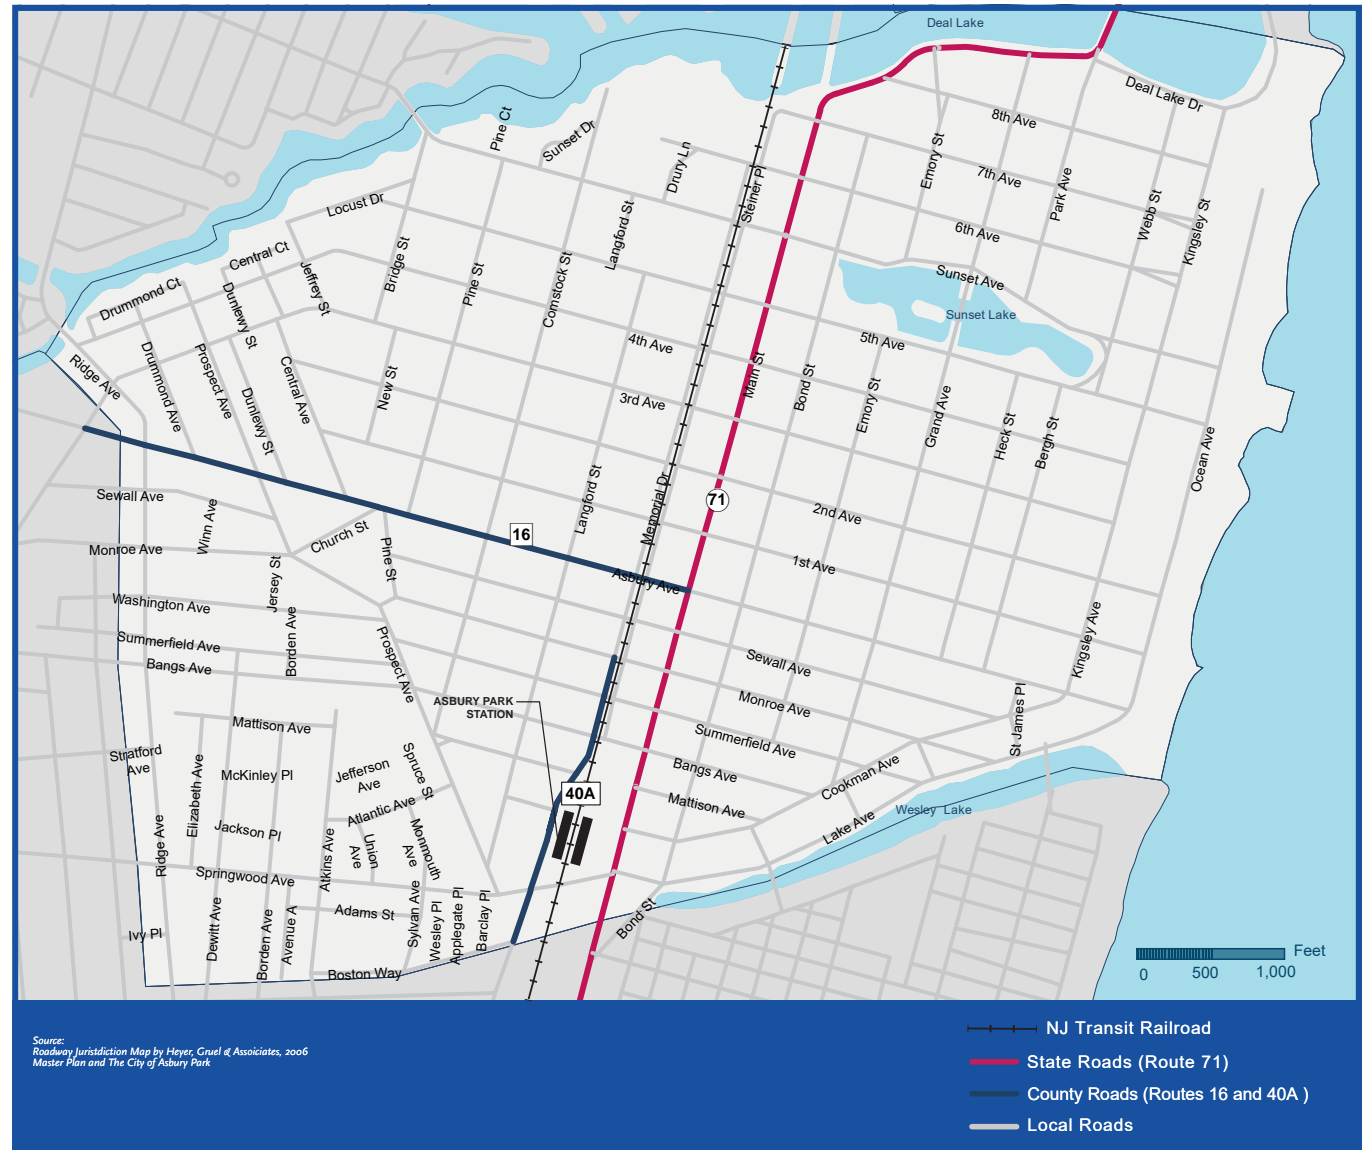 Deal Lake
Deal Lake Dr
8th Ave
Pine Ct
Sunset Dr
Drury Ln
Emory St
7th Ave
Park Ave
Steiner Pl
Webb St
Kingsley St
Locust Dr
Langford St
6th Ave
Central Ct
Jeffrey St
Bridge St
Pine St
Comstock St
Sunset Ave
Drummond Ct
Dunlewy St
Sunset Lake
4th Ave
5th Ave
Ridge Ave
Drummond Ave
Prospect Ave
Dunlewy St
Central Ave
New St
3rd Ave
Main St
Bond St
Emory St
Grand Ave
Heck St
Bergh St
Ocean Ave
Sewall Ave
Winn Ave
Langford St
Memorial Dr
71
2nd Ave
16
Monroe Ave
Church St
Pine St
Jersey St
Asbury Ave
1st Ave
Washington Ave
Summerfield Ave
Borden Ave
Bangs Ave
Prospect Ave
Sewall Ave
Kingsley Ave
ASBURY PARK
STATION
Monroe Ave
St James Pl
Mattison Ave
Summerfield Ave
Stratford
Ave
Elizabeth Ave
McKinley Pl
Jefferson
Ave
Spruce St
Bangs Ave
Cookman Ave
40A
Mattison Ave
Atlantic Ave
Lake Ave
Wesley Lake
Ridge Ave
Jackson Pl
Atkins Ave
Union
Ave
Monmouth
Ave
Springwood Ave
Dewitt Ave
Borden Ave
Avenue A
Adams St
Sylvan Ave
Wesley Pl
Applegate Pl
Barclay Pl
Bond St
Ivy Pl
Boston Way
Feet
0 500 1,000
NJ Transit Railroad
State Roads (Route 71)
County Roads (Routes 16 and 40A )
Local Roads
Source:
Roadway Juristdiction Map by Heyer, Gruel & Assoiciates, 2006
Master Plan and The City of Asbury Park